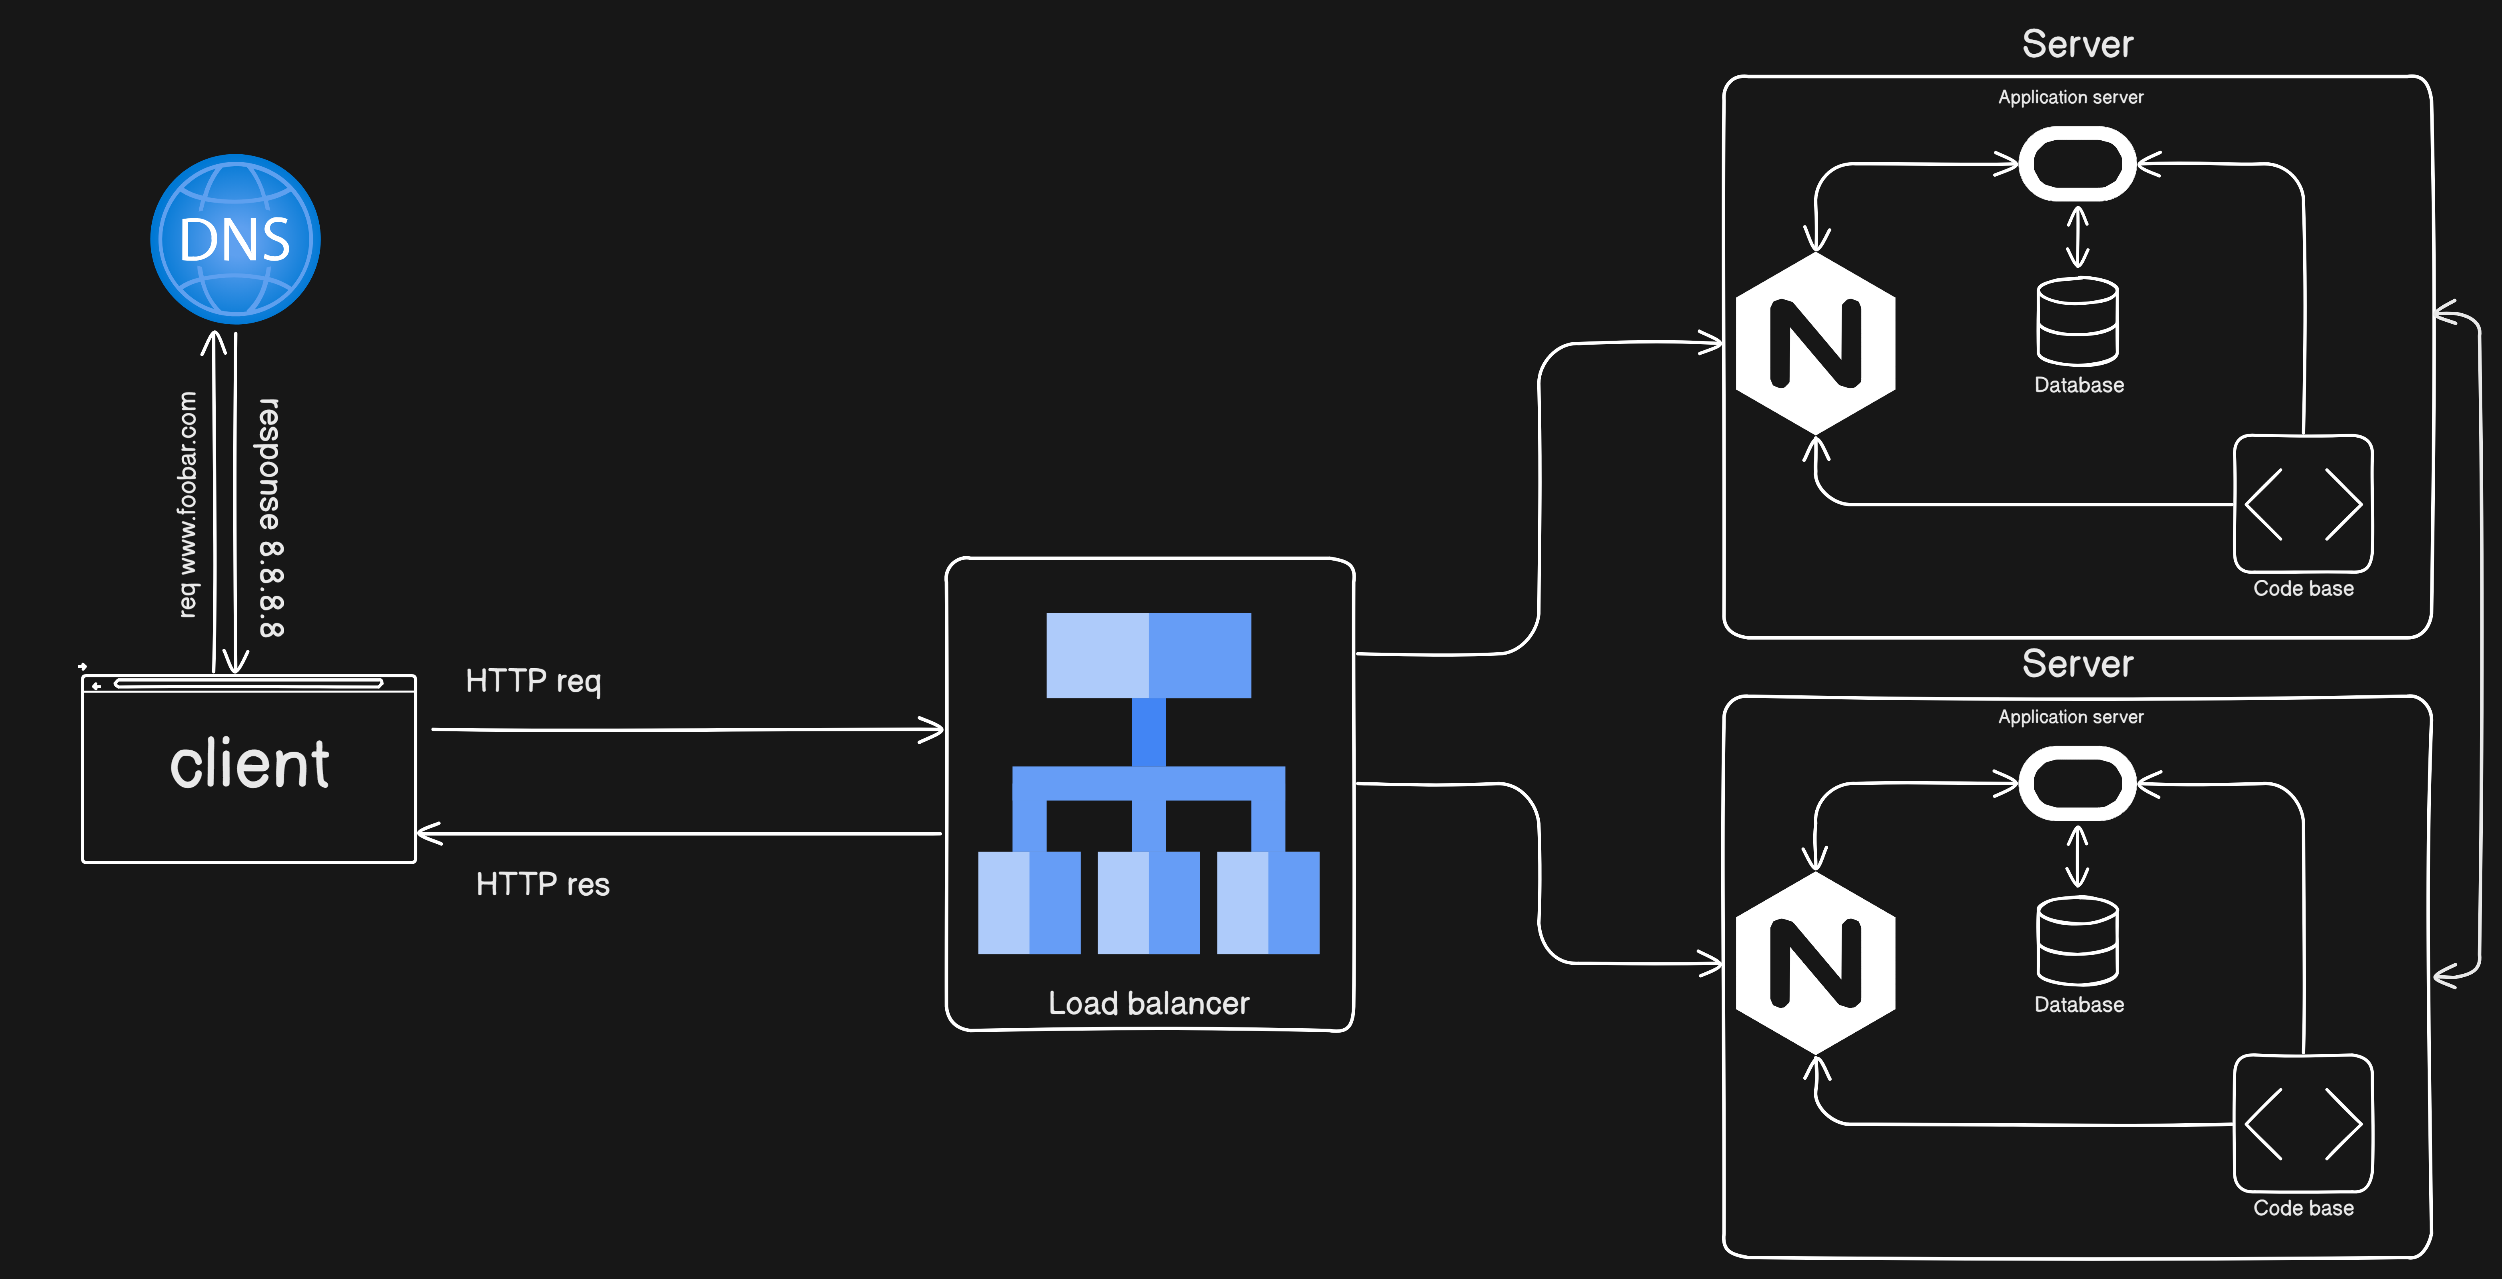 DNS
req www.foobar.com
response 8.8.8.8
client
HTTP req
HTTP res
Load balancer
Server
Application server
N
Database
Code base
Server
Application server
N
Database
Code base